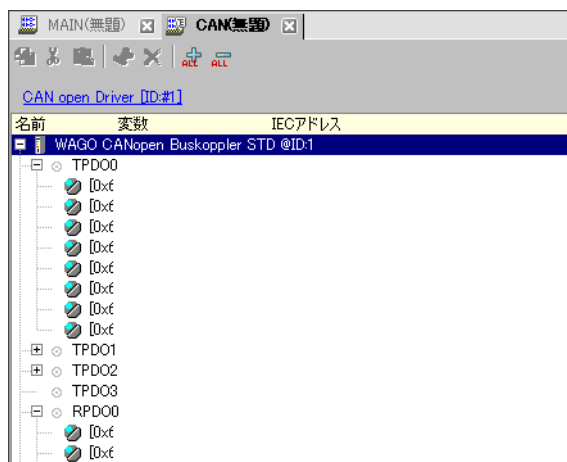 MAIN(無題) CAN(無題)
ALL ALL
CAN open Driver [ID:#1]
名前 変数 IECアドレス
WAGO CANopen Buskoppler STD @ID:1
TPDO0
[0x6
[0x6
[0x6
[0x6
[0x6
[0x6
[0x6
[0x6
TPDO1
TPDO2
TPDO3
RPDO0
[0x6
[0x6